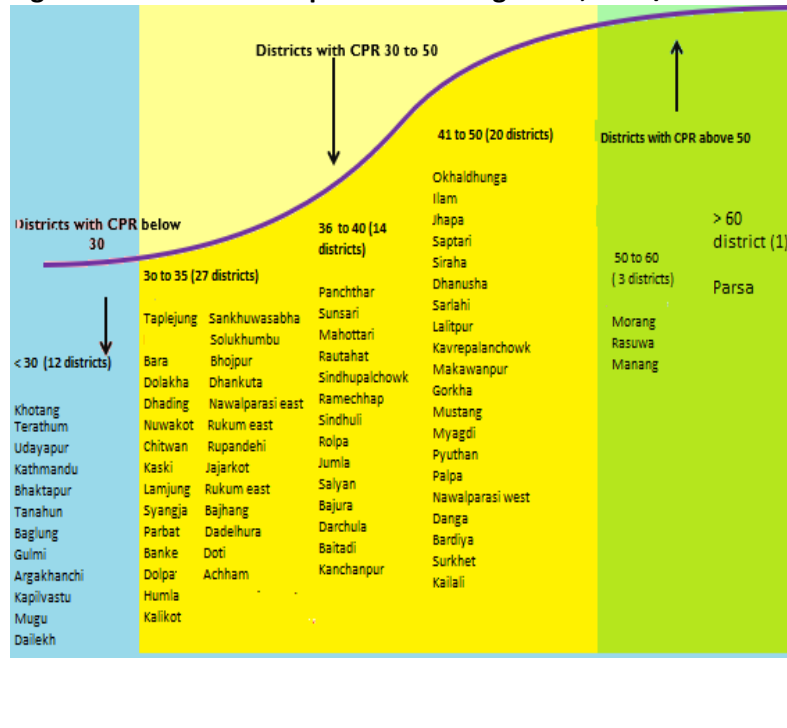 Districts with CPR 30 to 50
41 to 50 (20 districts)
Districts with CPR above 50
Districts with CPR below
30
36 to 40 (14
districts)
3o to 35 (27 districts)
< 30 (12 districts)
50 to 60
( 3 districts)
> 60
district (1)
Khotang
Terathum
Udayapur
Kathmandu
Bhaktapur
Tanahun
Baglung
Gulmi
Argakhanchi
Kapilvastu
Mugu
Dailekh
Taplejung Sankhuwasabha
Solukhumbu
Bara Bhojpur
Dolakha Dhankuta
Dhading Nawalparasi east
Nuwakot Rukum east
Chitwan Rupandehi
Kaski Jajarkot
Lamjung Rukum east
Syangja Bajhang
Parbat Dadelhura
Banke Doti
Dolpa Achham
Humla
Kalikot
Panchthar
Sunsari
Mahottari
Rautahat
Sindhupalchowk
Ramechhap
Sindhuli
Rolpa
Jumla
Salyan
Bajura
Darchula
Baitadi
Kanchanpur
Okhaldhunga
Ilam
Jhapa
Saptari
Siraha
Dhanusha
Sarlahi
Lalitpur
Kavrepalanchowk
Makawanpur
Gorkha
Mustang
Myagdi
Pyuthan
Palpa
Nawalparasi west
Danga
Bardiya
Surkhet
Kailali
Morang
Rasuwa
Manang
Parsa